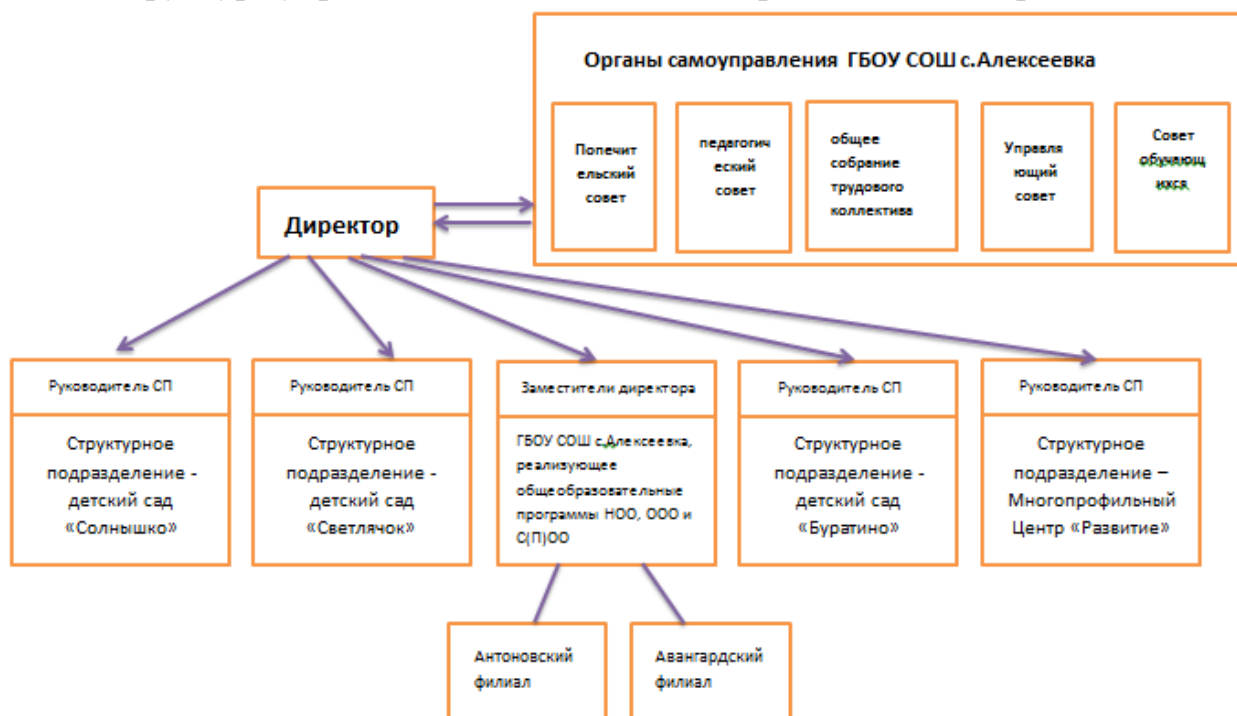 Органы самоуправления ГБОУ СОШ с.Алексеевка
Попечит
ельский
совет
педагогич
еский
совет
общее
собрание
трудового
коллектива
Управля
ющий
совет
Совет
обучающ
ихся
Директор
Руководитель СП
Структурное
подразделение -
детский сад
«Солнышко»
Руководитель СП
Структурное
подразделение -
детский сад
«Светлячок»
Заместители директора
ГБОУ СОШ с,Алексеевка,
реализующее
общеобразовательные
программы НОО, ООО и
С(П)ОО
Руководитель СП
Структурное
подразделение -
детский сад
«Буратино»
Руководитель СП
Структурное
подразделение –
Многопрофильный
Центр «Развитие»
Антоновский
филиал
Авангардский
филиал